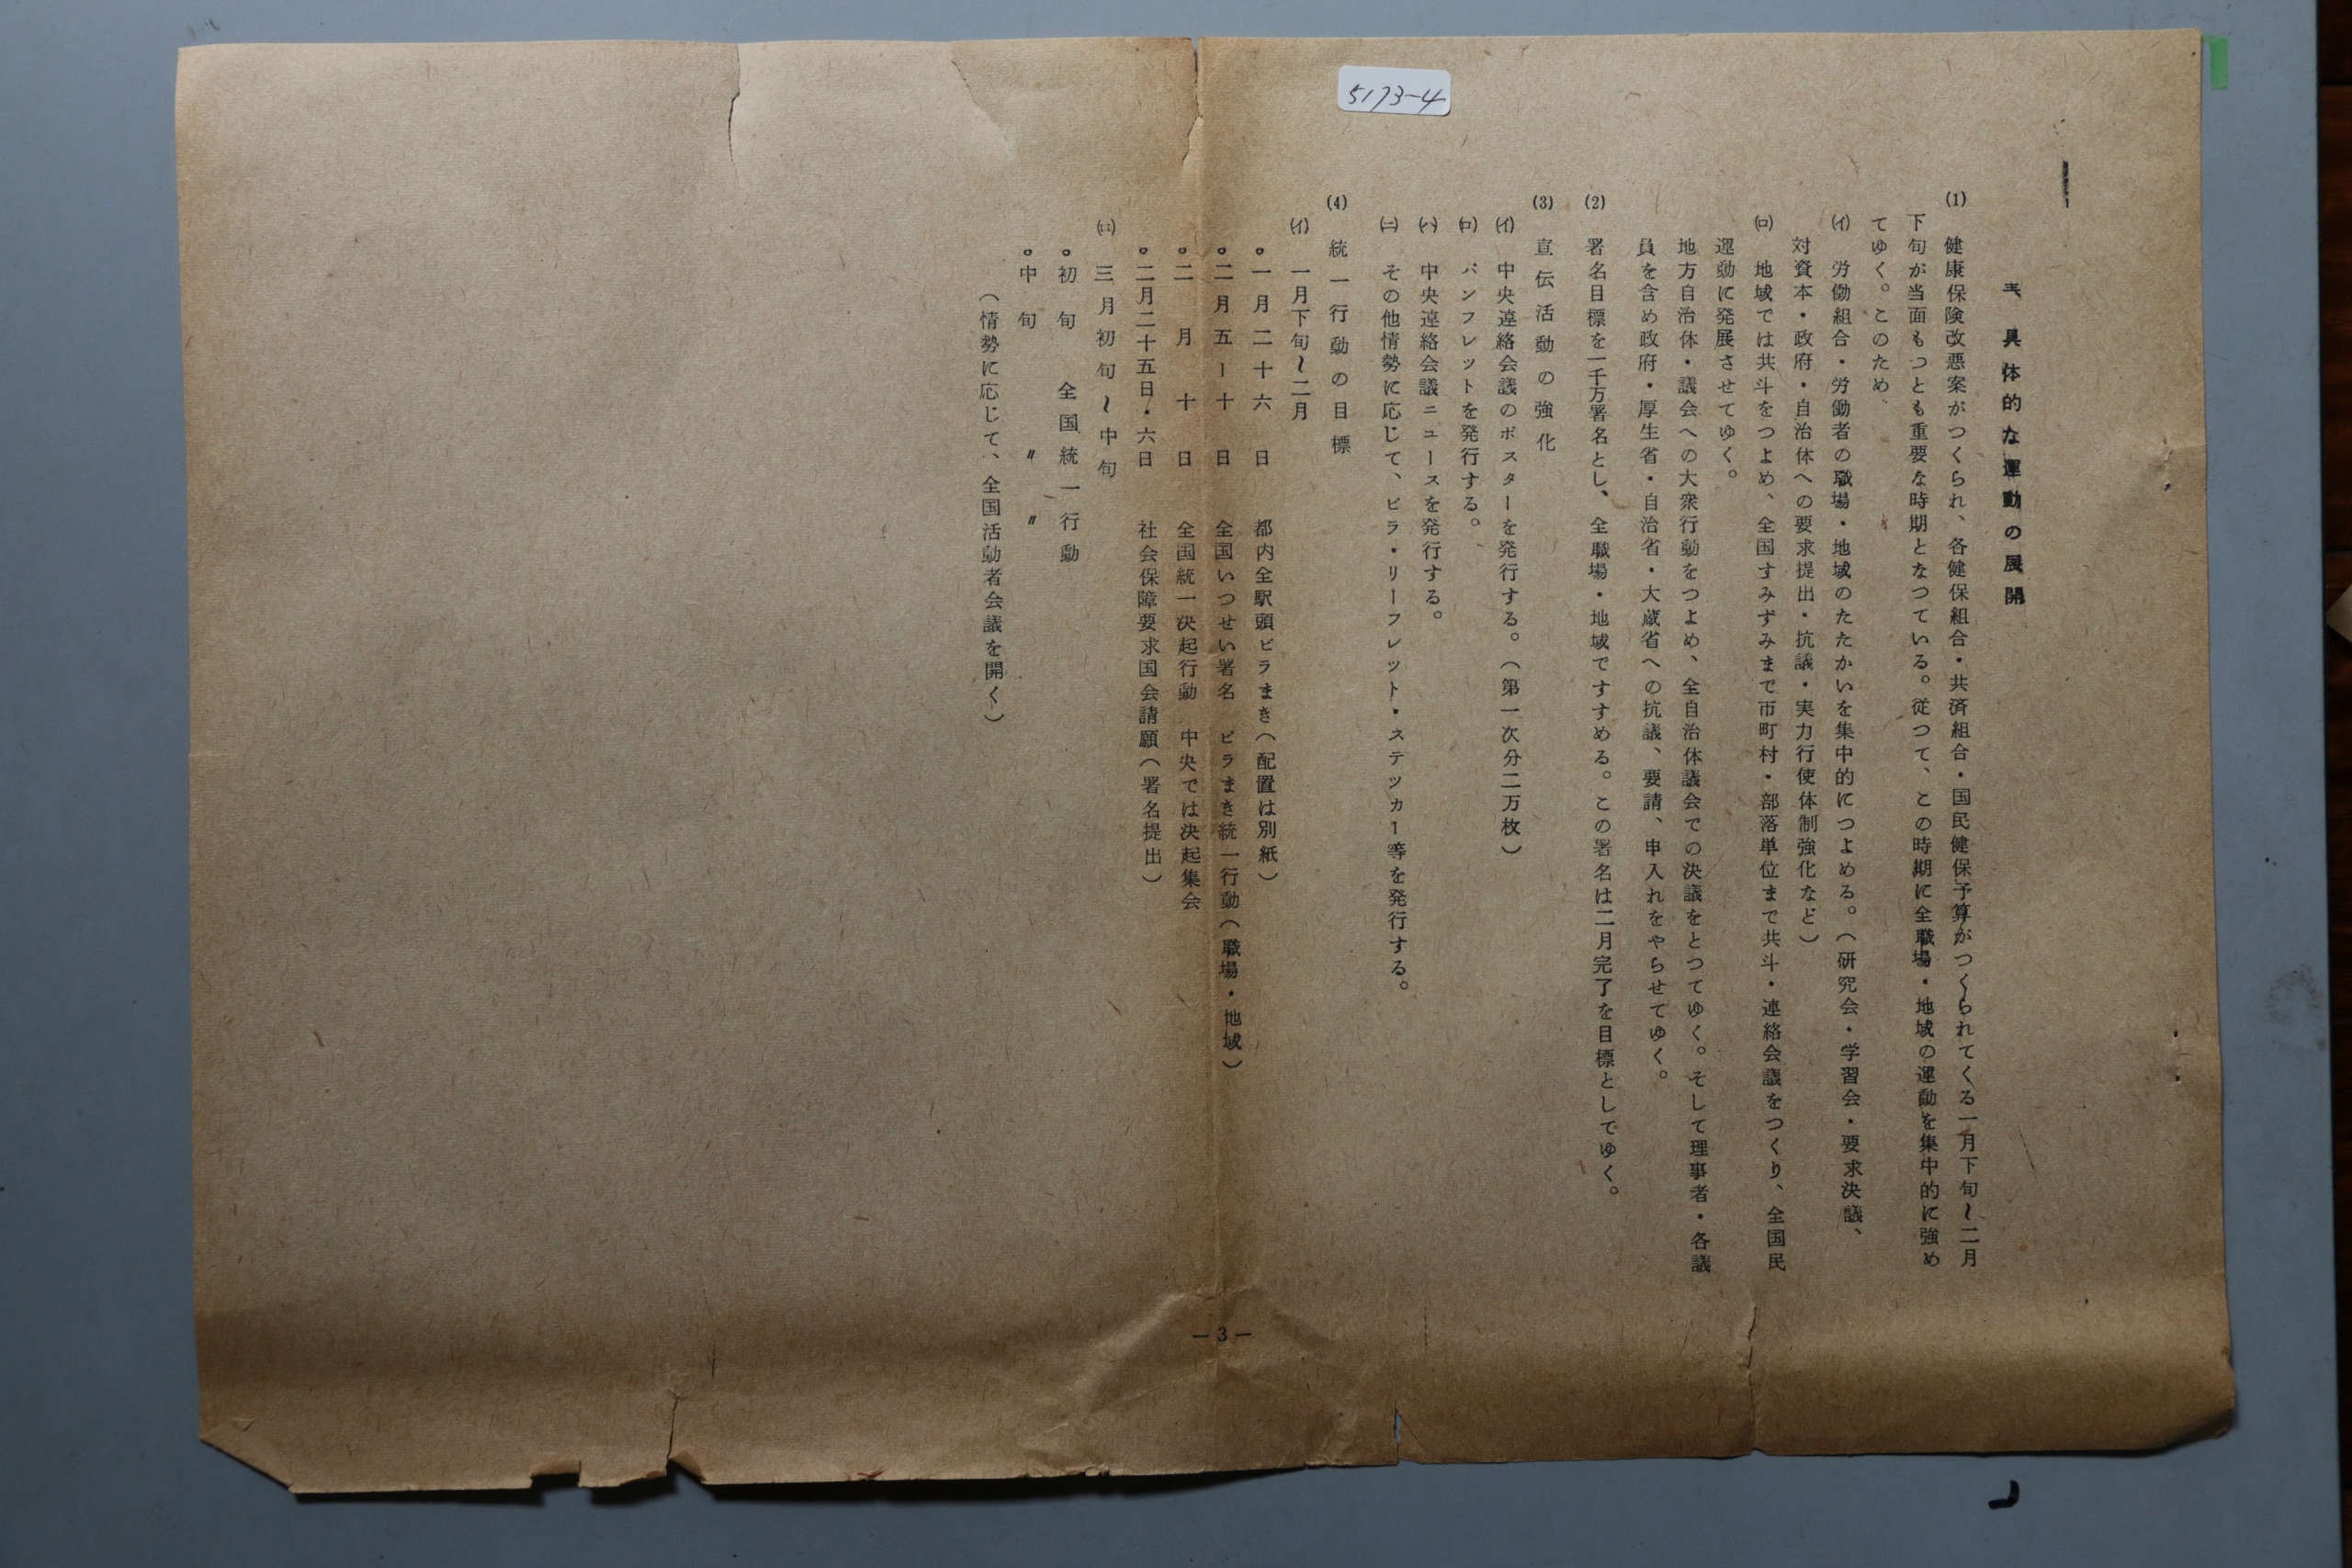 5173-4
具体的な運動の展開
(1) 健康保険改悪案がつくられ、各健保組合・共済組合・国民健保予算がつくられてくる一月下旬～二月
下旬が当面もつとも重要な時期となつている。従つて、この時期に全職場・地域の運動を集中的に強め
てゆく。このため、
(イ) 労働組合・労働者の職場・地域のたたかいを集中的につよめる。（研究会・学習会・要求決議、
対資本・政府・自治体への要求提出・抗議・実力行使体制強化など）
(ロ) 地域では共斗をつよめ、全国すみずみまで市町村・部落単位まで共斗・連絡会議をつくり、全国民
運動に発展させてゆく。
地方自治体・議会への大衆行動をつよめ、全自治体議会での決議をとつてゆく。そして理事者・各議
員を含め政府・厚生省・自治省・大蔵省への抗議、要請、申入れをやらせてゆく。
(2) 署名目標を一千万署名とし、全職場・地域ですすめる。この署名は二月完了を目標としてゆく。
(3) 宣伝活動の強化
(イ) 中央連絡会議のポスターを発行する。（第一次分二万枚）
(ロ) パンフレットを発行する。
(ハ) 中央連絡会議ニュースを発行する。
(ニ) その他情勢に応じて、ビラ・リーフレット・ステツカー等を発行する。
(4) 統一行動の目標
(イ) 一月下旬～二月
○一月二十六日 都内全駅頭ビラまき（配置は別紙）
○二月五ー十日 全国いつせい署名 ビラまき統一行動（職場・地域）
○二月十日 全国統一決起行動 中央では決起集会
○二月二十五日・六日 社会保障要求国会請願（署名提出）
(ロ) 三月初旬～中旬
○初旬 全国統一行動
○中旬 〃 〃
（情勢に応じて、全国活動者会議を開く）
—3—